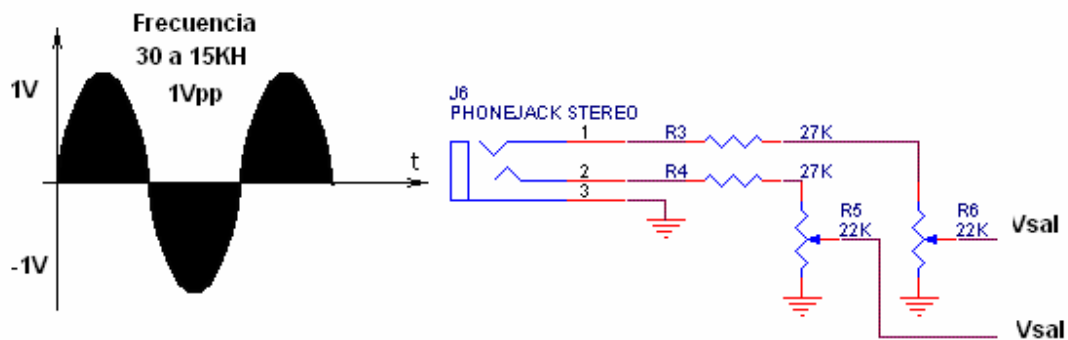 Frecuencia
30 a 15KH
1Vpp
1V
-1V
t
J6
PHONEJACK STEREO
1
R3
27K
2
R4
27K
3
R5
22K
R6
22K
Vsal
Vsal